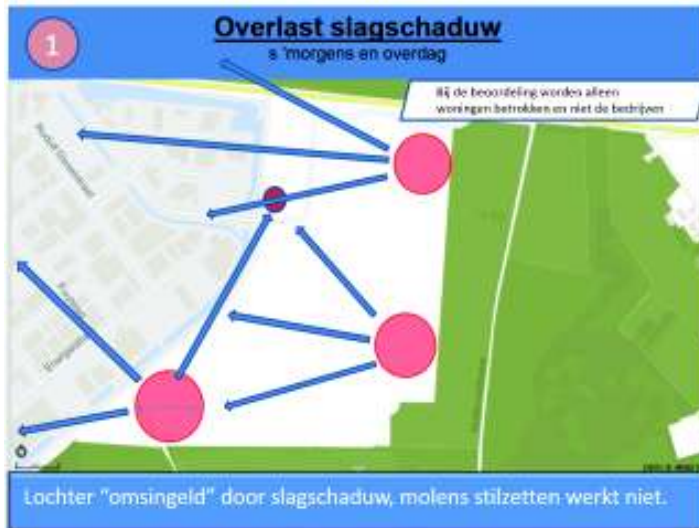 1
Overlast slagschaduw
s 'morgens en overdag
Bij de beoordeling worden alleen
woningen betrokken en niet de bedrijven
Lochter "omsingeld" door slagschaduw, molens stilzetten werkt niet.